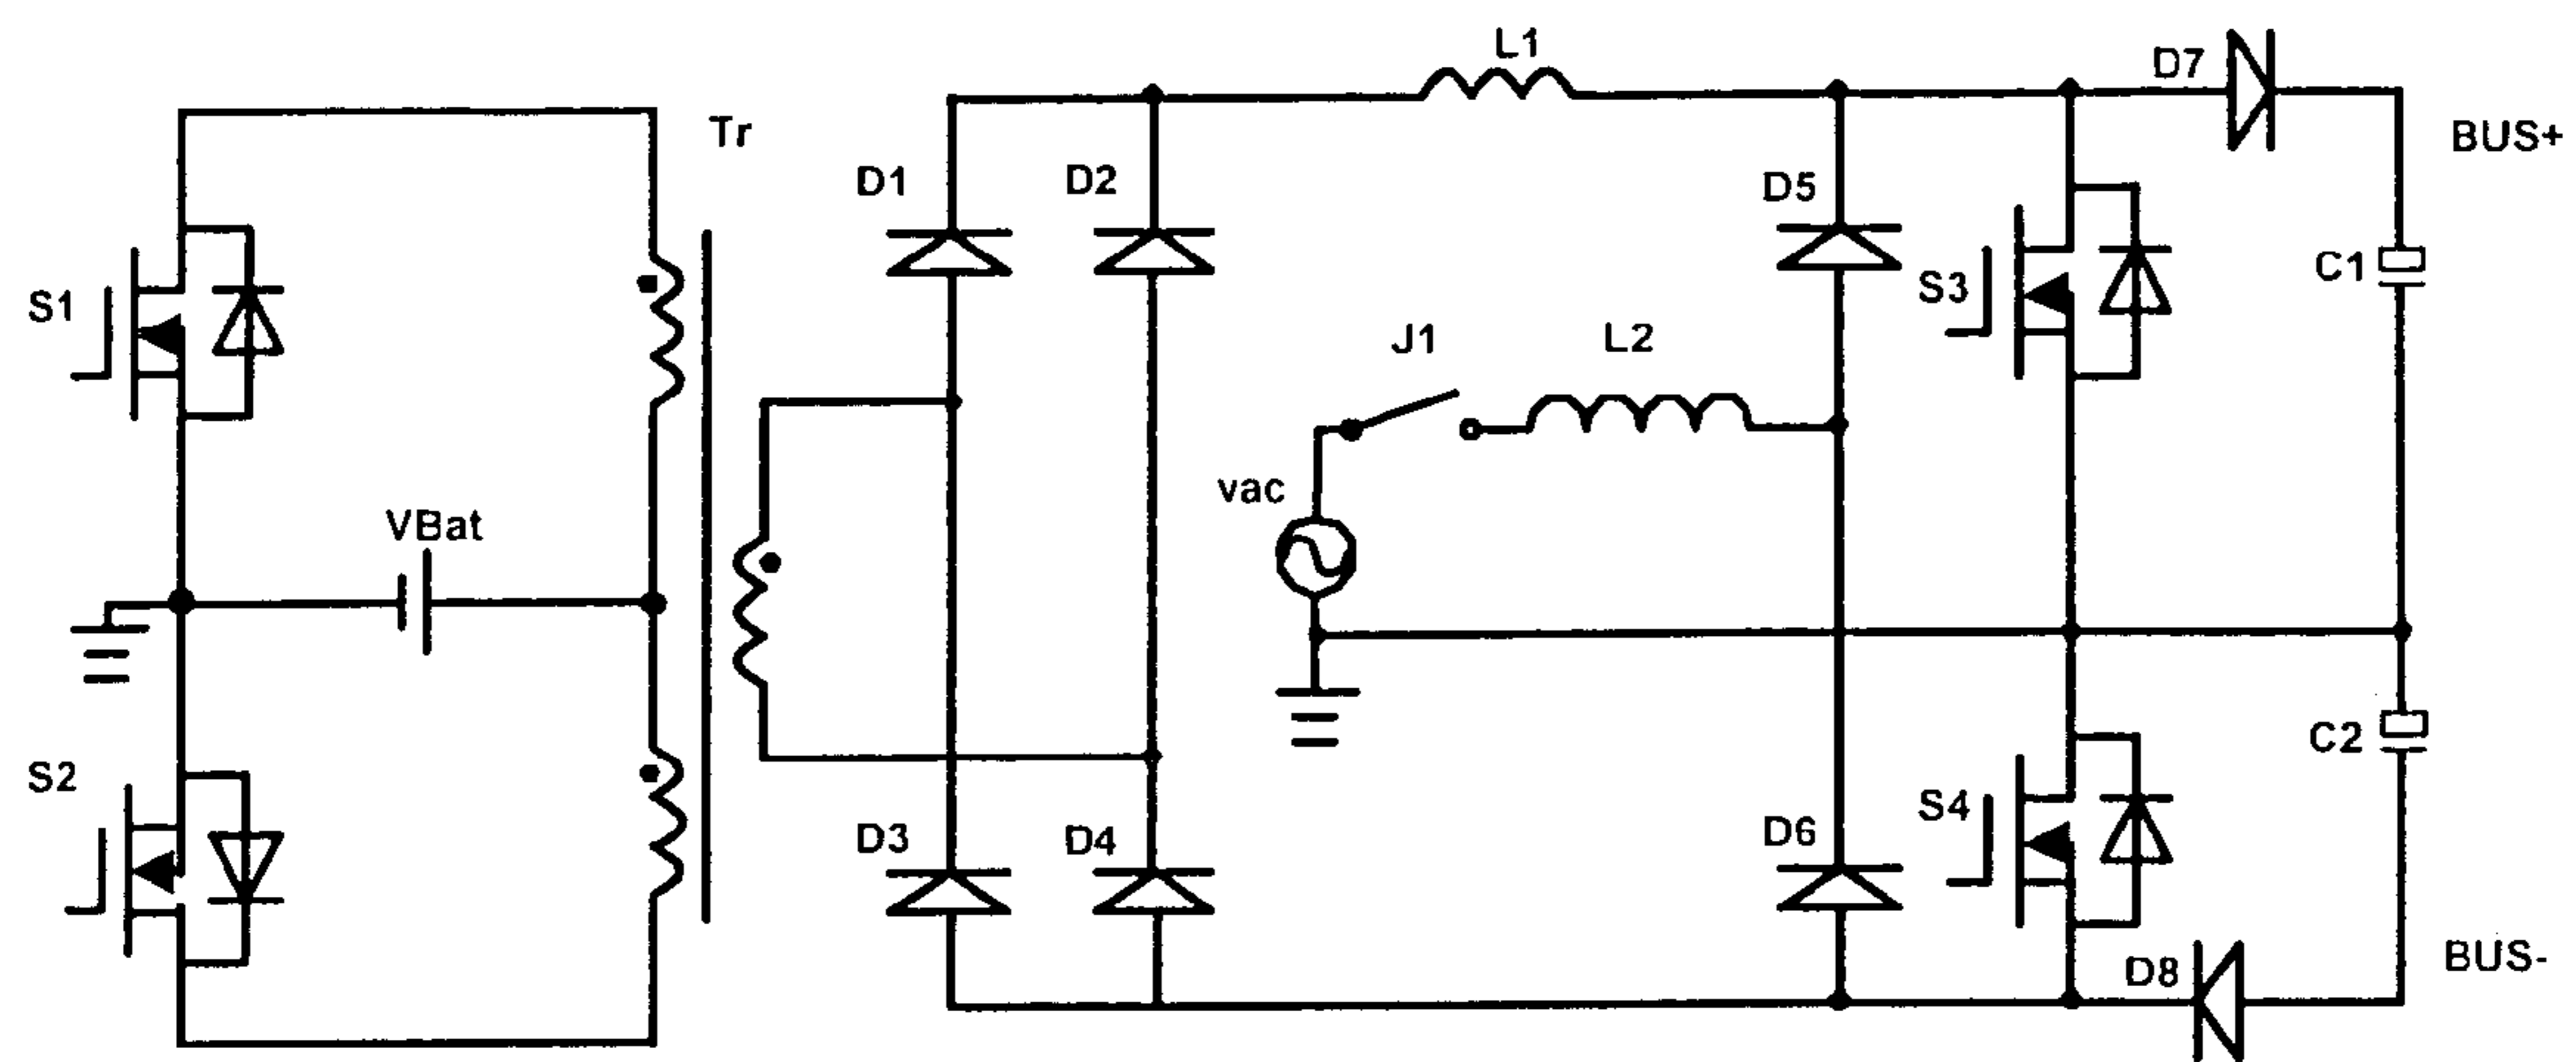 L1
D7
BUS+
Tr
D1
D2
D5
S1
S3
C1
J1
L2
vac
VBat
S2
D3
D4
D6
S4
C2
D8
BUS-